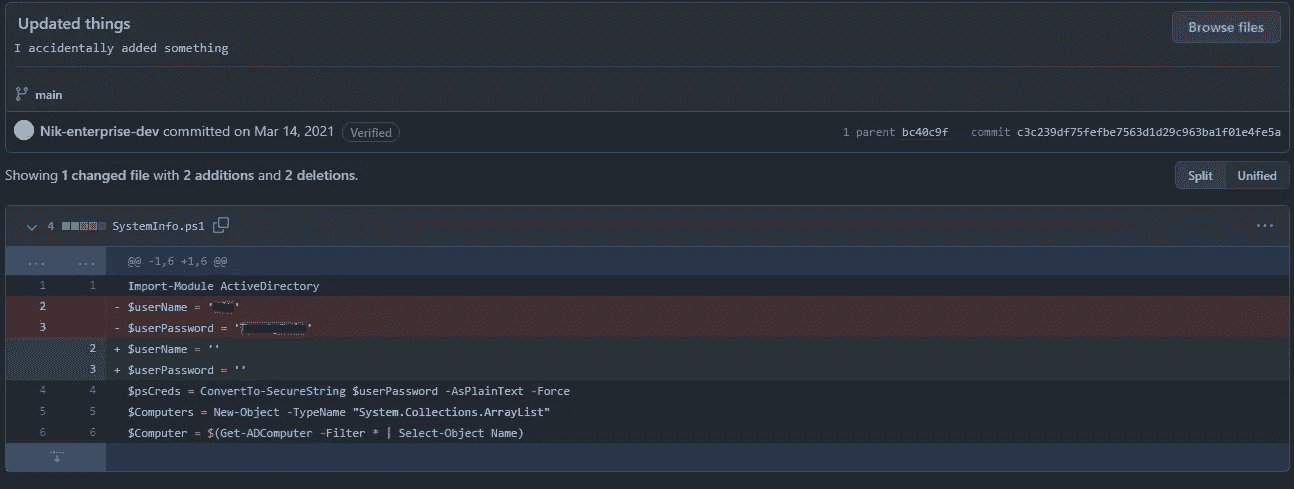 Updated things
Browse files
I accidentally added something
main
Nik-enterprise-dev committed on Mar 14, 2021 Verified 1 parent bc40c9f commit c3c239df75fefbe7563d1d29c963ba1f01e4fe5a
Showing 1 changed file with 2 additions and 2 deletions. Split Unified
4 SystemInfo.ps1 ...
... ... @@ -1,6 +1,6 @@
1 1 Import-Module ActiveDirectory
2 - $userName = ' '
3 - $userPassword = ' '
2 + $userName = ''
3 + $userPassword = ''
4 4 $psCreds = ConvertTo-SecureString $userPassword -AsPlainText -Force
5 5 $Computers = New-Object -TypeName "System.Collections.ArrayList"
6 6 $Computer = $(Get-ADComputer -Filter * | Select-Object Name)